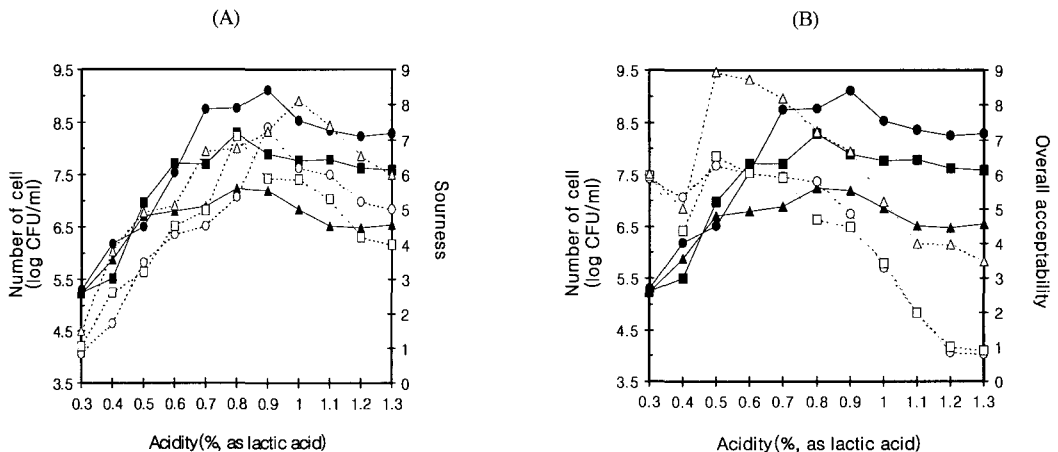 (A)
(B)
Number of cell
(log CFU/ml)
9.5
8.5
7.5
6.5
5.5
4.5
3.5
9
8
7
6
5
4
3
2
1
0
Sourness
0.3 0.4 0.5 0.6 0.7 0.8 0.9 1 1.1 1.2 1.3
Acidity(%, as lactic acid)
Number of cell
(log CFU/ml)
9.5
8.5
7.5
6.5
5.5
4.5
3.5
9
8
7
6
5
4
3
2
1
0
Overall acceptability
0.3 0.4 0.5 0.6 0.7 0.8 0.9 1 1.1 1.2 1.3
Acidity(%, as lactic acid)